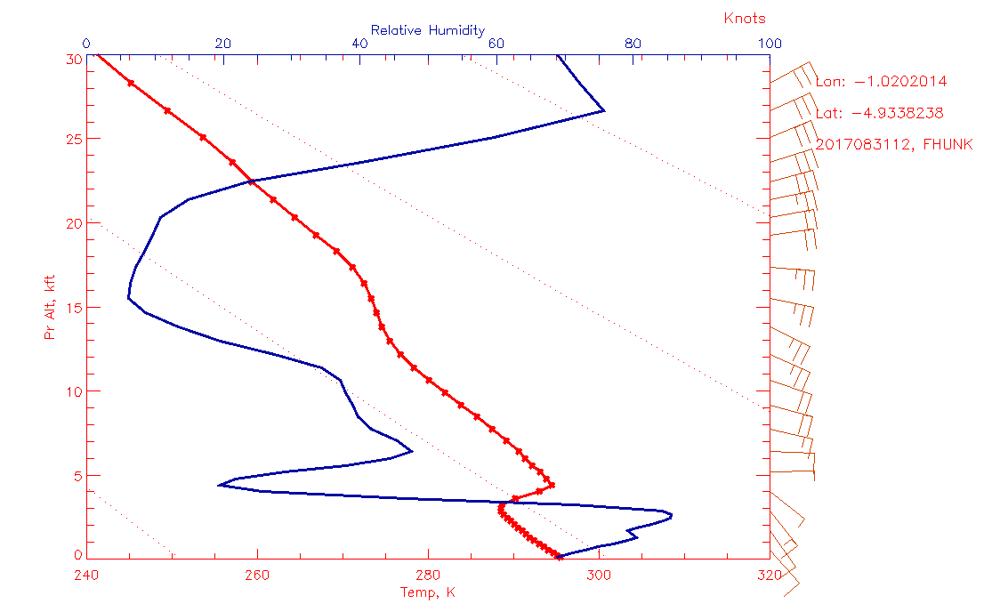 Knots
Relative Humidity
0 20 40 60 80 100
30
25
20
15
10
5
0
Pr Alt, kft
240 260 280 300 320
Temp, K
Lon: -1.0202014
Lat: -4.9338238
2017083112, FHUNK